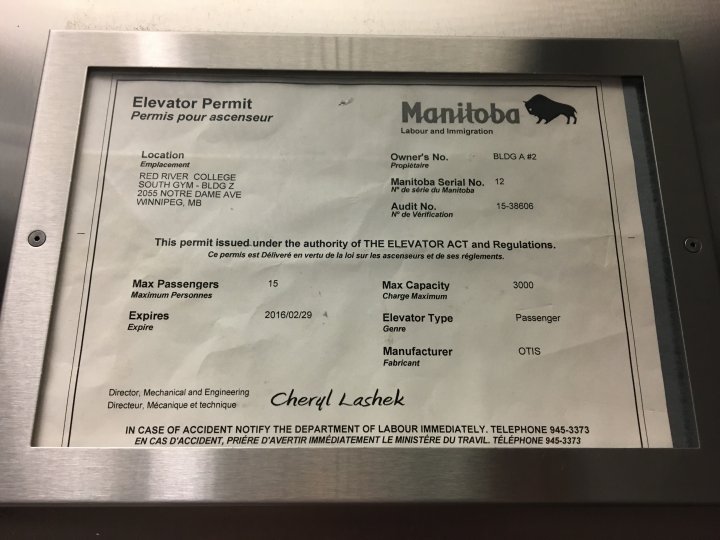 Elevator Permit
Permis pour ascenseur
Manitoba
Labour and Immigration
Location
Emplacement
RED RIVER COLLEGE
SOUTH GYM - BLDG Z
2055 NOTRE DAME AVE
WINNIPEG, MB
Owner's No. BLDG A #2
Propiétaire
Manitoba Serial No. 12
N° de série du Manitoba
Audit No. 15-38606
N° de Vérification
This permit issued under the authority of THE ELEVATOR ACT and Regulations.
Ce permis est Déliveré en vertu de la loi sur les ascenseurs et de ses réglements.
Max Passengers 15
Maximum Personnes
Max Capacity 3000
Charge Maximum
Expires 2016/02/29
Expire
Elevator Type Passenger
Genre
Manufacturer OTIS
Fabricant
Director, Mechanical and Engineering
Directeur, Mécanique et technique
Cheryl Lashek
IN CASE OF ACCIDENT NOTIFY THE DEPARTMENT OF LABOUR IMMEDIATELY. TELEPHONE 945-3373
EN CAS D'ACCIDENT, PRIÉRE D'AVERTIR IMMÉDIATEMENT LE MINISTÉRE DU TRAVIL. TÉLÉPHONE 945-3373